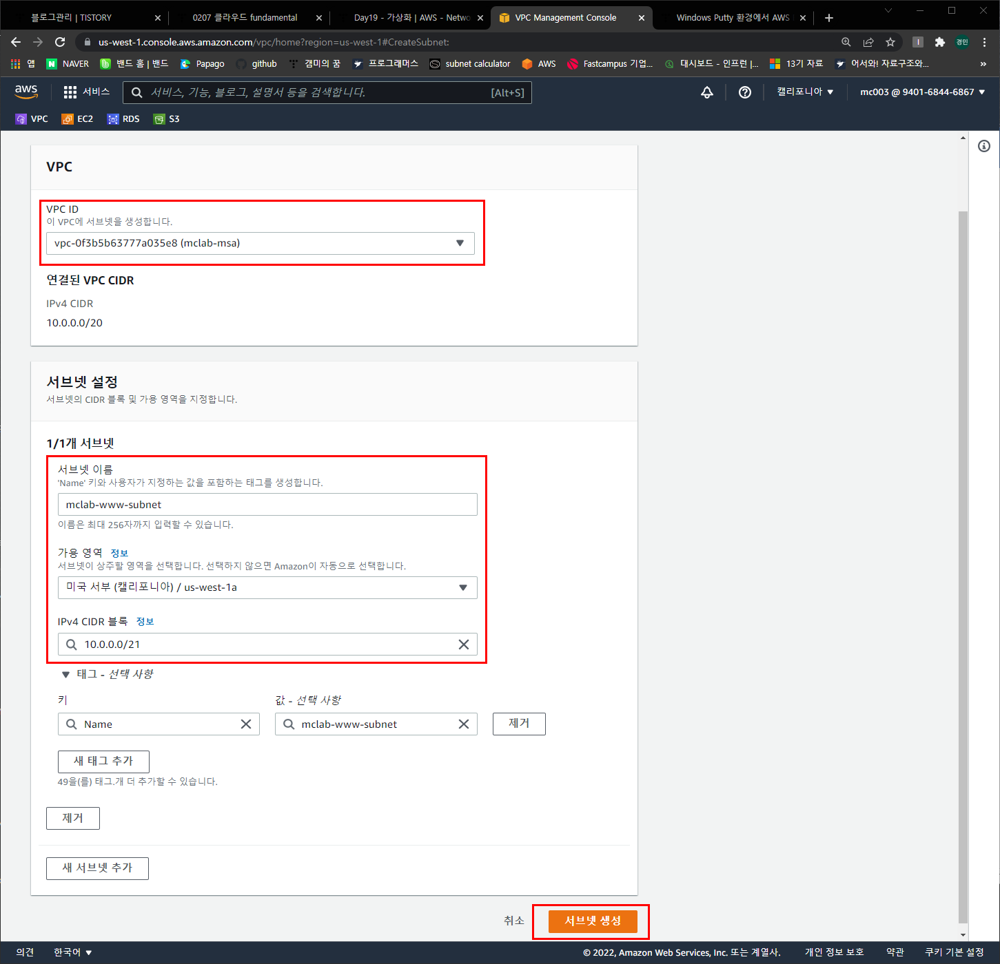 블로그관리 | TISTORY
0207 클라우드 fundamental
Day19 - 가상화 | AWS - Netwo
VPC Management Console
Windows Putty 환경에서 AWS
us-west-1.console.aws.amazon.com/vpc/home?region=us-west-1#CreateSubnet:
경민
앱
NAVER
밴드 홈 | 밴드
Papago
github
갬미의 꿈
프로그래머스
subnet calculator
AWS
Fastcampus 기업...
대시보드 - 인프런 |...
13기 자료
어서와! 자료구조와...
aws
서비스
서비스, 기능, 블로그, 설명서 등을 검색합니다.
[Alt+S]
캘리포니아
mc003 @ 9401-6844-6867
VPC
EC2
RDS
S3
VPC
VPC ID
이 VPC에 서브넷을 생성합니다.
vpc-0f3b5b63777a035e8 (mclab-msa)
연결된 VPC CIDR
IPv4 CIDR
10.0.0.0/20
서브넷 설정
서브넷의 CIDR 블록 및 가용 영역을 지정합니다.
1/1개 서브넷
서브넷 이름
'Name' 키와 사용자가 지정하는 값을 포함하는 태그를 생성합니다.
mclab-www-subnet
이름은 최대 256자까지 입력할 수 있습니다.
가용 영역 정보
서브넷이 상주할 영역을 선택합니다. 선택하지 않으면 Amazon이 자동으로 선택합니다.
미국 서부 (캘리포니아) / us-west-1a
IPv4 CIDR 블록 정보
10.0.0.0/21
태그 - 선택 사항
키
값 - 선택 사항
Name
mclab-www-subnet
제거
새 태그 추가
49을(를) 태그.개 더 추가할 수 있습니다.
제거
새 서브넷 추가
취소
서브넷 생성
의견
한국어
© 2022, Amazon Web Services, Inc. 또는 계열사.
개인 정보 보호
약관
쿠키 기본 설정